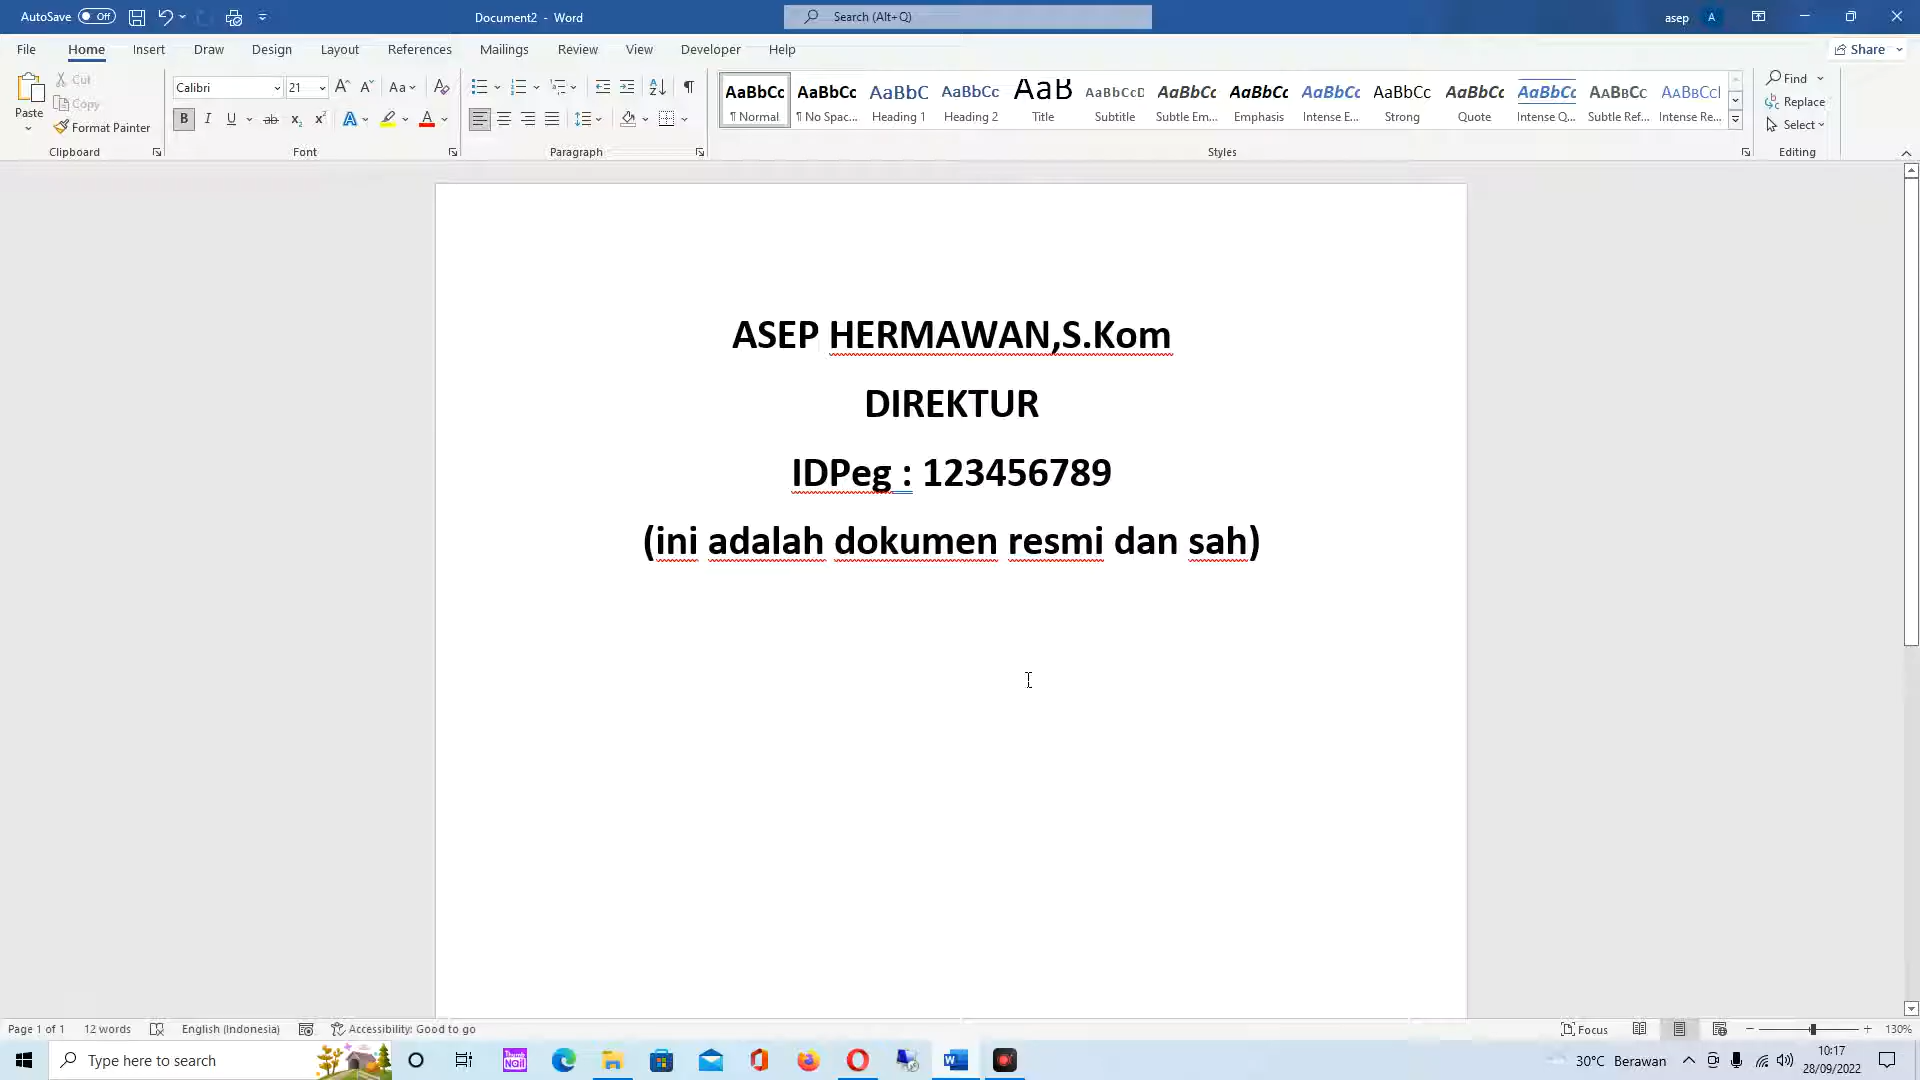 AutoSave Off Document2 - Word Search (Alt+Q) asep A
File Home Insert Draw Design Layout References Mailings Review View Developer Help Share
Paste Cut Copy Format Painter Clipboard
Calibri 21 Font
Paragraph
AaBbCc AaBbCc AaBbC AaBbCc AaB AaBbCcD AaBbCc AaBbCc AaBbCc AaBbCc AaBbCc AaBbCc AaBbCc AaBbCcI
¶ Normal ¶ No Spac... Heading 1 Heading 2 Title Subtitle Subtle Em... Emphasis Intense E... Strong Quote Intense Q... Subtle Ref... Intense Re...
Styles
Find
Replace
Select
Editing
ASEP HERMAWAN,S.Kom
DIREKTUR
IDPeg : 123456789
(ini adalah dokumen resmi dan sah)
Page 1 of 1 12 words English (Indonesia) Accessibility: Good to go Focus 130%
Type here to search Thumb Nail 30°C Berawan 10:17
28/09/2022